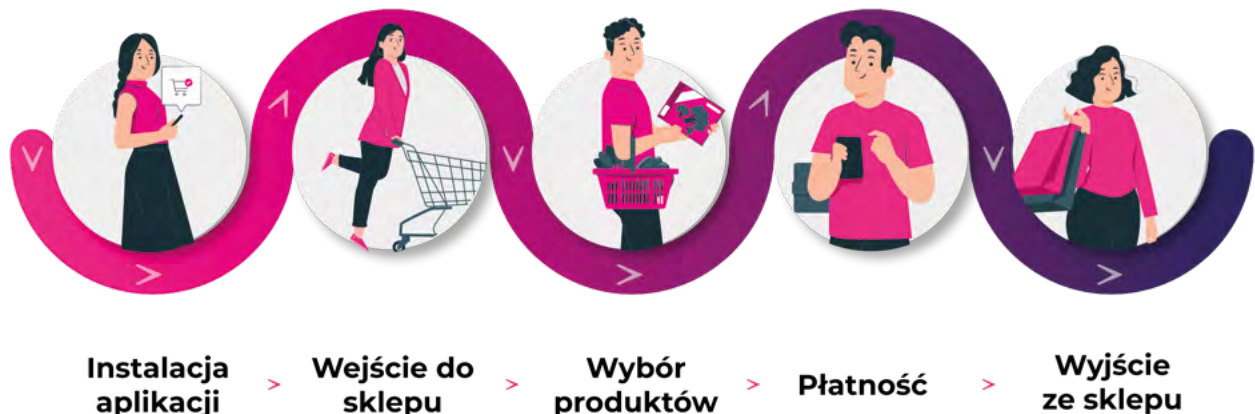 Instalacja
aplikacji
>
Wejście do
sklepu
>
Wybór
produktów
>
Płatność
>
Wyjście
ze sklepu